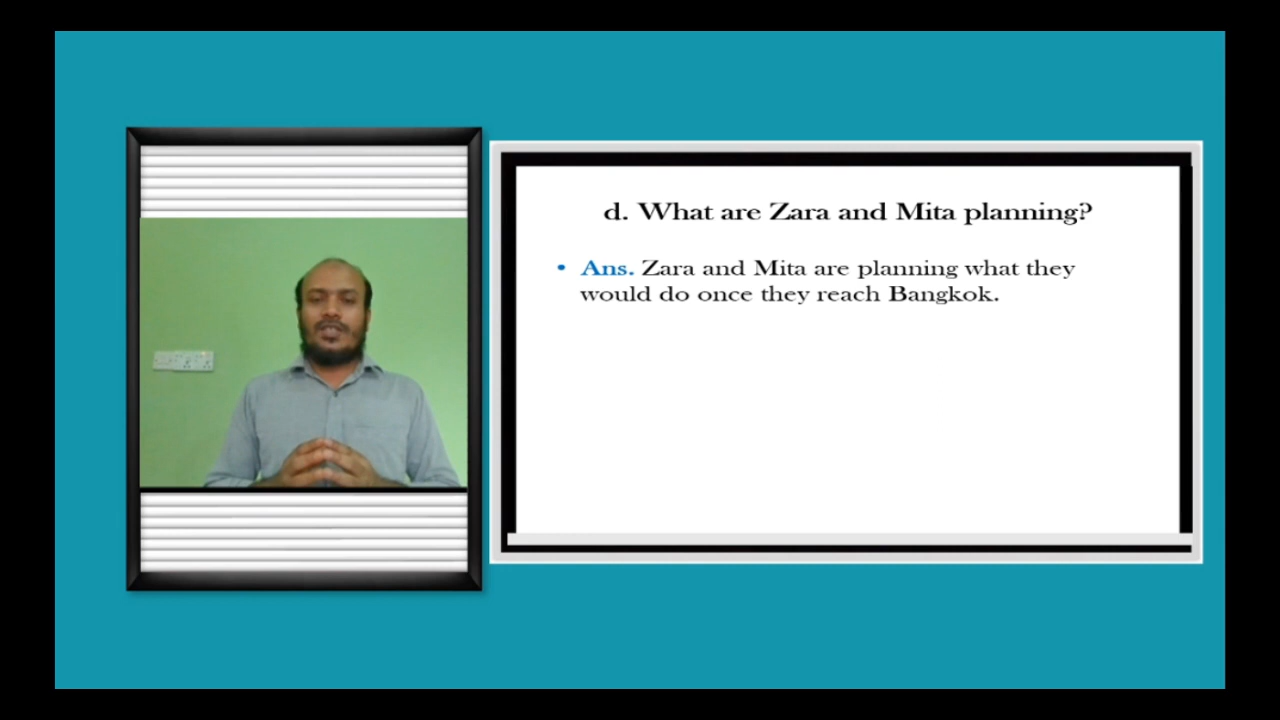 d. What are Zara and Mita planning?
• Ans. Zara and Mita are planning what they
would do once they reach Bangkok.